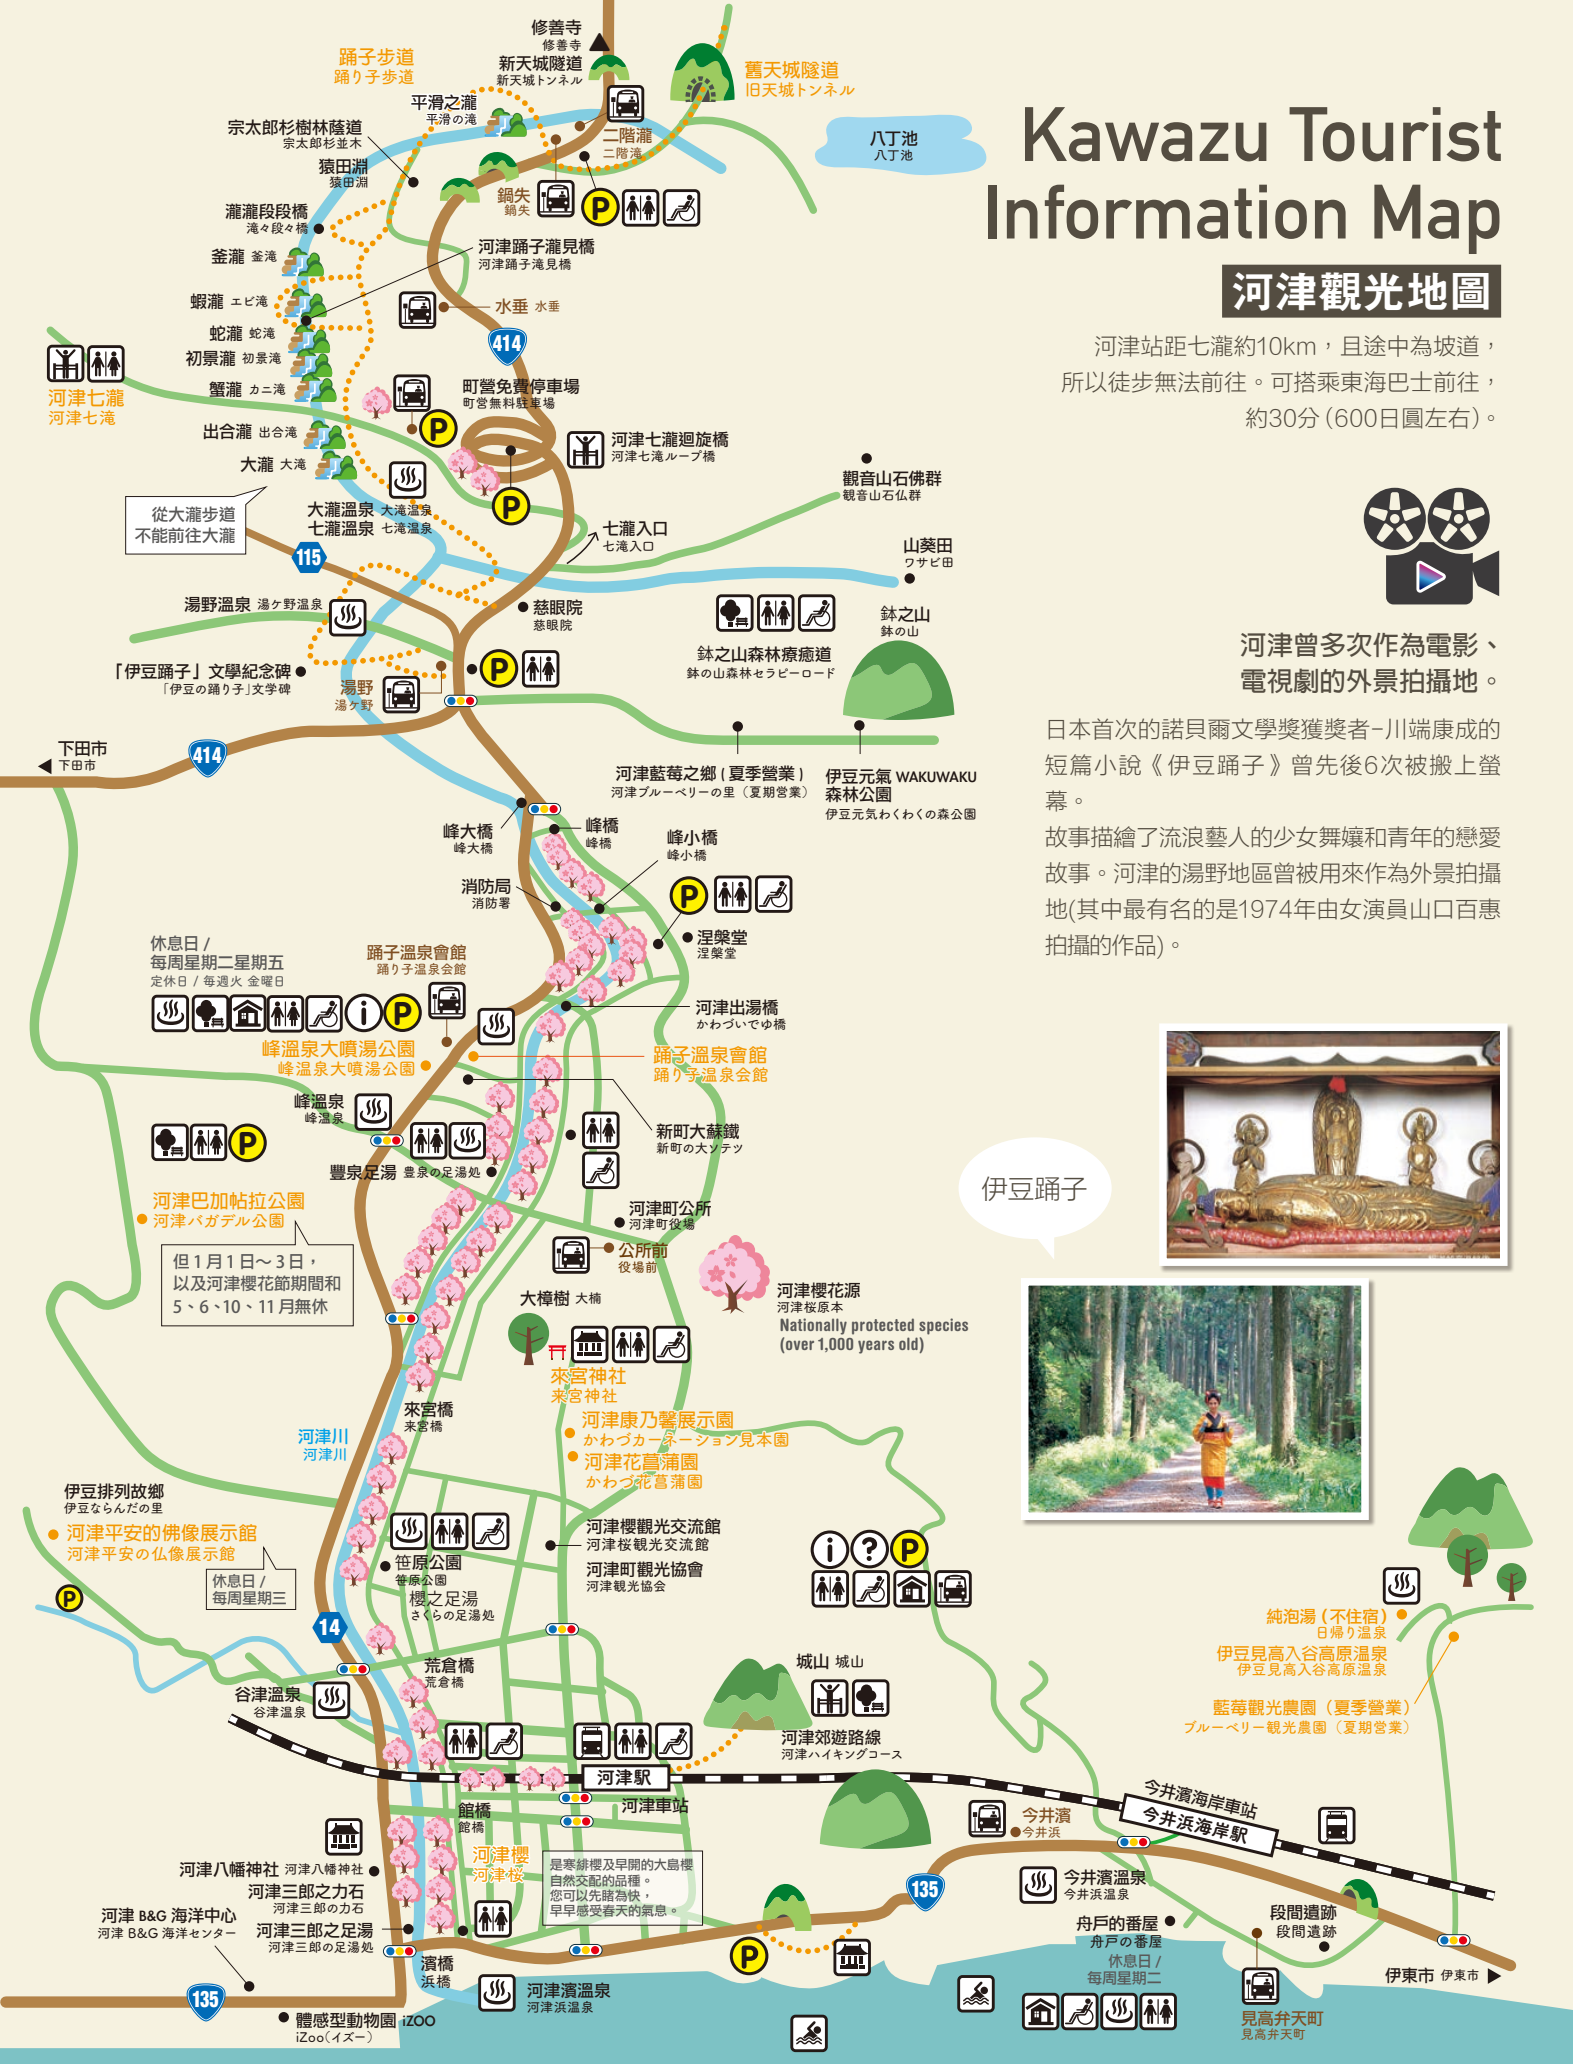 Kawazu Tourist
Information Map
河津觀光地圖
河津站距七瀧約10km，且途中為坡道，
所以徒步無法前往。可搭乘東海巴士前往，
約30分（600日圓左右）。
河津曾多次作為電影、
電視劇的外景拍攝地。
日本首次的諾貝爾文學獎獲獎者-川端康成的
短篇小說《伊豆踊子》曾先後6次被搬上螢
幕。
故事描繪了流浪藝人的少女舞孃和青年的戀愛
故事。河津的湯野地區曾被用來作為外景拍攝
地(其中最有名的是1974年由女演員山口百惠
拍攝的作品)。
伊豆踊子
修善寺
修善寺
新天城隧道
新天城トンネル
踊子步道
踊り子歩道
舊天城隧道
旧天城トンネル
平滑之瀧
平滑の滝
宗太郎杉樹林蔭道
宗太郎杉並木
二階瀧
二階滝
八丁池
八丁池
猿田淵
猿田淵
鍋失
鍋失
P
瀧瀧段段橋
滝々段々橋
釜瀧 釜滝
河津踊子瀧見橋
河津踊子滝見橋
蝦瀧 エビ滝
水垂 水垂
蛇瀧 蛇滝
414
初景瀧 初景滝
蟹瀧 カニ滝
河津七瀧
河津七滝
町營免費停車場
町営無料駐車場
P
出合瀧 出合滝
河津七瀧迴旋橋
河津七滝ループ橋
大瀧 大滝
觀音山石佛群
観音山石仏群
P
從大瀧步道
不能前往大瀧
大瀧溫泉 大滝温泉
七瀧溫泉 七滝温泉
七瀧入口
七滝入口
115
山葵田
ワサビ田
湯野溫泉 湯ケ野温泉
慈眼院
慈眼院
鉢之山
鉢の山
鉢之山森林療癒道
鉢の山森林セラピーロード
「伊豆踊子」文學紀念碑
「伊豆の踊り子」文学碑
P
湯野
湯ケ野
下田市
下田市
414
河津藍莓之鄉 ( 夏季營業 )
河津ブルーベリーの里（夏期営業）
伊豆元氣 WAKUWAKU
森林公園
伊豆元気わくわくの森公園
峰大橋
峰大橋
峰橋
峰橋
峰小橋
峰小橋
消防局
消防署
P
涅槃堂
涅槃堂
休息日 /
每周星期二星期五
定休日 / 毎週火 金曜日
踊子溫泉會館
踊り子温泉会館
i
P
河津出湯橋
かわづいでゆ橋
峰溫泉大噴湯公園
峰温泉大噴湯公園
踊子溫泉會館
踊り子温泉会館
峰溫泉
峰温泉
新町大蘇鐵
新町の大ソテツ
P
豐泉足湯 豊泉の足湯処
河津巴加帖拉公園
河津バガテル公園
但 1 月 1 日～ 3 日，
以及河津櫻花節期間和
5、6、10、11 月無休
河津町公所
河津町役場
公所前
役場前
河津櫻花源
河津桜原木
Nationally protected species
(over 1,000 years old)
大樟樹 大楠
來宮神社
来宮神社
來宮橋
来宮橋
河津康乃馨展示園
かわづカーネーション見本園
河津花菖蒲園
かわづ花菖蒲園
河津川
河津川
伊豆排列故鄉
伊豆ならんだの里
河津平安的佛像展示館
河津平安の仏像展示館
休息日 /
每周星期三
P
笹原公園
笹原公園
櫻之足湯
さくらの足湯処
河津櫻觀光交流館
河津桜観光交流館
河津町觀光協會
河津観光協会
i
?
P
14
荒倉橋
荒倉橋
谷津溫泉
谷津温泉
城山 城山
河津郊遊路線
河津ハイキングコース
純泡湯 ( 不住宿 )
日帰り温泉
伊豆見高入谷高原溫泉
伊豆見高入谷高原温泉
藍莓觀光農園（夏季營業）
ブルーベリー観光農園（夏期営業）
河津駅
河津車站
館橋
館橋
今井濱海岸車站
今井浜海岸駅
今井濱
今井浜
河津八幡神社 河津八幡神社
河津櫻
河津桜
是寒緋櫻及早開的大島櫻
自然交配的品種。
您可以先睹為快，
早早感受春天的氣息。
河津三郎之力石
河津三郎の力石
今井濱溫泉
今井浜温泉
135
河津 B&G 海洋中心
河津 B&G 海洋センター
河津三郎之足湯
河津三郎の足湯処
濱橋
浜橋
P
舟戶的番屋
舟戸の番屋
休息日 /
每周星期二
段間遺跡
段間遺跡
伊東市 伊東市
135
河津濱溫泉
河津浜温泉
體感型動物園 iZOO
iZoo(イズー)
見高弁天町
見高弁天町